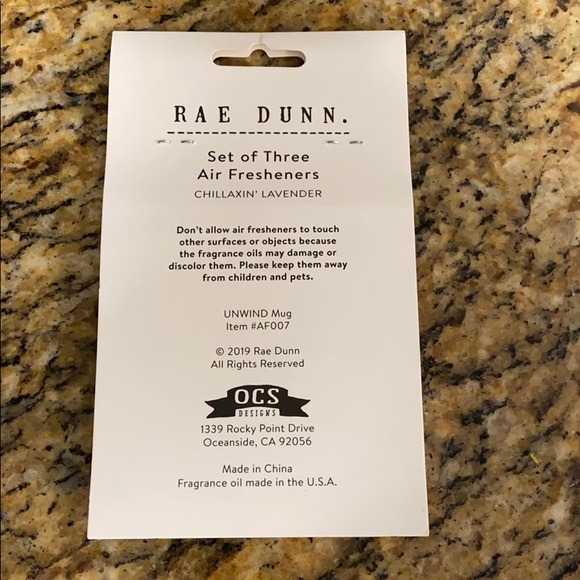 RAE DUNN.
Set of Three
Air Fresheners
CHILLAXIN' LAVENDER
Don't allow air fresheners to touch
other surfaces or objects because
the fragrance oils may damage or
discolor them. Please keep them away
from children and pets.
UNWIND Mug
Item #AF007
© 2019 Rae Dunn
All Rights Reserved
OCS
DESIGNS
1339 Rocky Point Drive
Oceanside, CA 92056
Made in China
Fragrance oil made in the U.S.A.